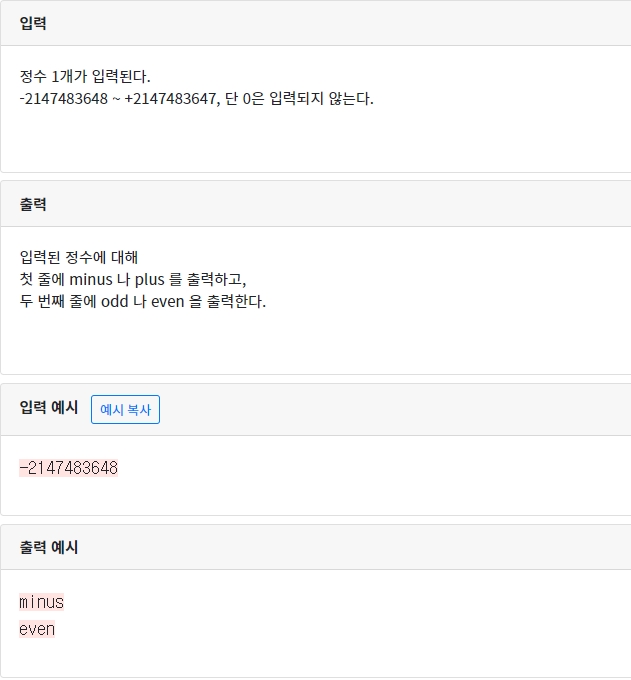 입력
정수 1개가 입력된다.
-2147483648 ~ +2147483647, 단 0은 입력되지 않는다.
출력
입력된 정수에 대해
첫 줄에 minus 나 plus 를 출력하고,
두 번째 줄에 odd 나 even 을 출력한다.
입력 예시 예시 복사
-2147483648
출력 예시
minus
even